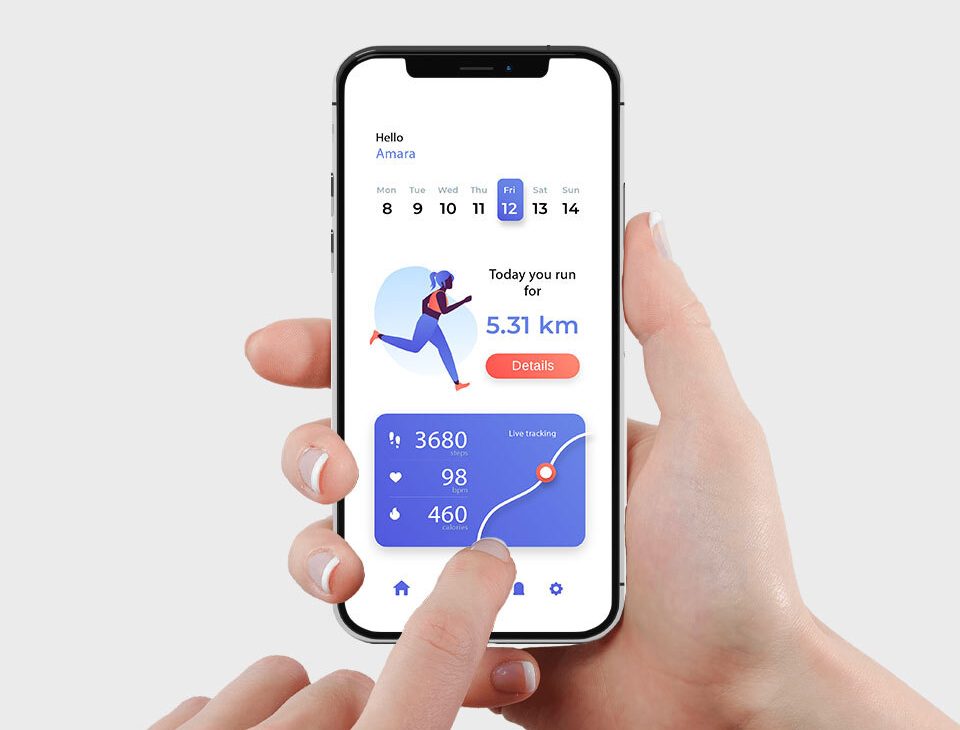 Hello
Amara
Mon Tue Wed Thu Fri Sat Sun
8 9 10 11 12 13 14
Today you run
for
5.31 km
Details
Live tracking
3680
steps
98
bpm
460
calories